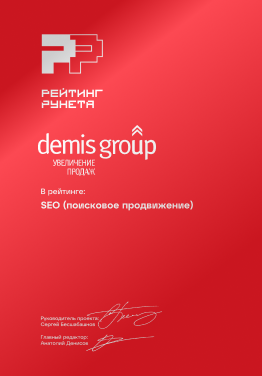 РЕЙТИНГ
РУНЕТА
demis group
УВЕЛИЧЕНИЕ
ПРОДАЖ
В рейтинге:
SEO (поисковое продвижение)
Руководитель проекта:
Сергей Бесшабашнов
Главный редактор:
Анатолий Денисов